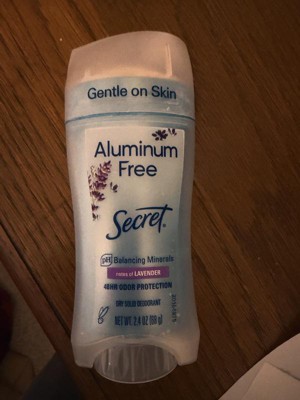 Gentle on Skin
Aluminum
Free
Secret
pH Balancing Minerals
notes of LAVENDER
48HR ODOR PROTECTION
DRY SOLID DEODORANT
NET WT. 2.4 OZ (68 g)